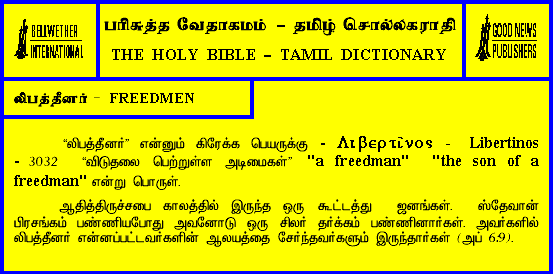 BELLWETHER
INTERNATIONAL
பரிசுத்த வேதாகமம் - தமிழ் சொல்லகராதி
THE HOLY BIBLE - TAMIL DICTIONARY
GOOD NEWS
PUBLISHERS
லிபத்தீனர் - FREEDMEN
“லிபத்தீனர்” என்னும் கிரேக்க பெயருக்கு - Λιβερτῖνος - Libertinos
- 3032 “விடுதலை பெற்றுள்ள அடிமைகள்” "a freedman" "the son of a
freedman" என்று பொருள்.
ஆதித்திருச்சபை காலத்தில் இருந்த ஒரு கூட்டத்து ஜனங்கள். ஸ்தேவான்
பிரசங்கம் பண்ணியபோது அவனோடு ஒரு சிலர் தர்க்கம் பண்ணினார்கள். அவர்களில்
லிபத்தீனர் என்னப்பட்டவர்களின் ஆலயத்தை சேர்ந்தவர்களும் இருந்தார்கள் (அப் 6.9).